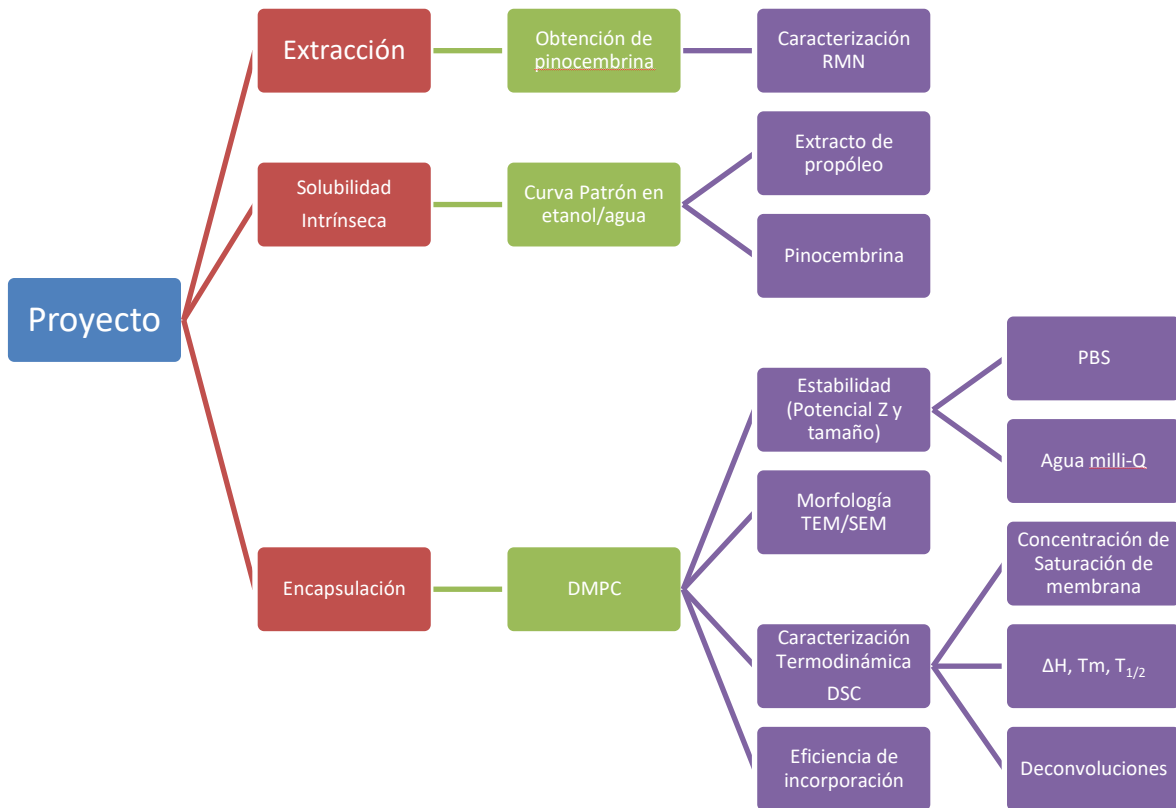 Proyecto
Extracción
Obtención de
pinocembrina
Caracterización
RMN
Solubilidad
Intrínseca
Curva Patrón en
etanol/agua
Extracto de
propóleo
Pinocembrina
Encapsulación
DMPC
Estabilidad
(Potencial Z y
tamaño)
PBS
Agua milli-Q
Morfología
TEM/SEM
Caracterización
Termodinámica
DSC
Concentración de
Saturación de
membrana
ΔH, Tm, T1/2
Deconvoluciones
Eficiencia de
incorporación